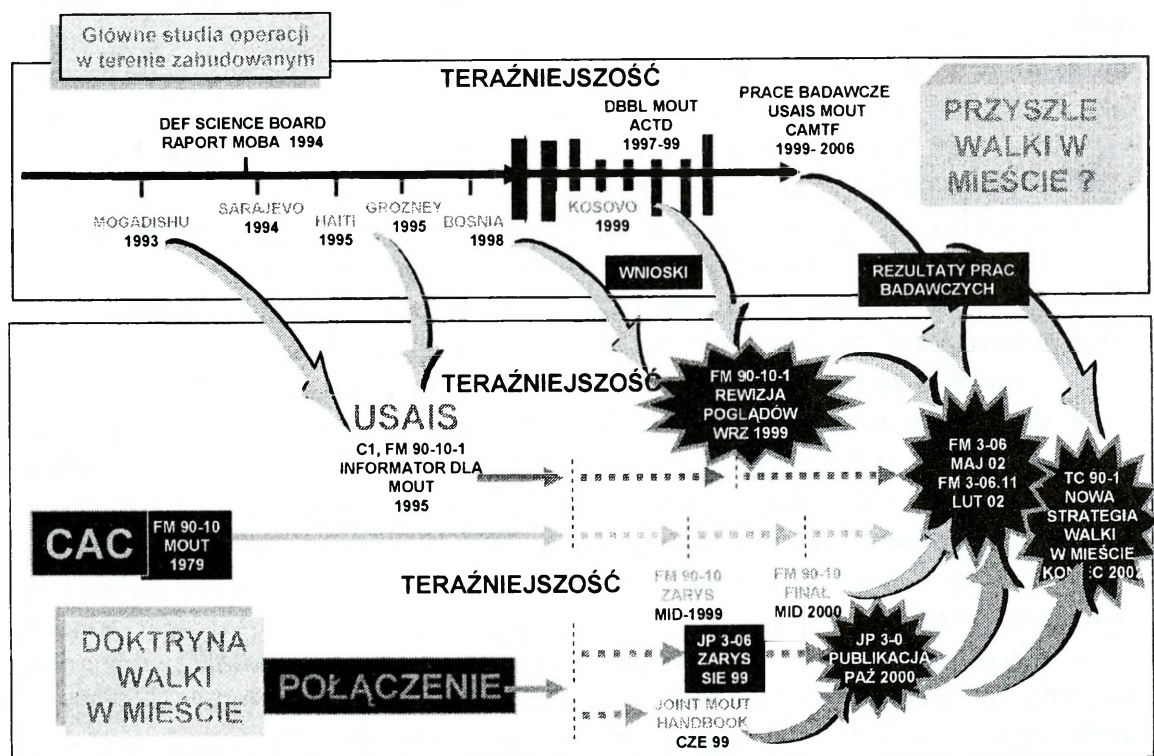 Główne studia operacji
w terenie zabudowanym
TERAŹNIEJSZOŚĆ
DEF SCIENCE BOARD
RAPORT MOBA 1994
DBBL MOUT
ACTD
1997-99
PRACE BADAWCZE
USAIS MOUT
CAMTF
1999- 2006
PRZYSZŁE
WALKI W
MIEŚCIE ?
MOGADISHU
1993
SARAJEVO
1994
HAITI
1995
GROZNEY
1995
BOSNIA
1998
KOSOVO
1999
WNIOSKI
REZULTATY PRAC
BADAWCZYCH
TERAŹNIEJSZOŚĆ
USAIS
C1, FM 90-10-1
INFORMATOR DLA
MOUT
1995
FM 90-10-1
REWIZJA
POGLĄDÓW
WRZ 1999
FM 3-06
MAJ 02
FM 3-06.11
LUT 02
TC 90-1
NOWA
STRATEGIA
WALKI
W MIEŚCIE
KONIEC 2002
CAC
FM 90-10
MOUT
1979
TERAŹNIEJSZOŚĆ
FM 90-10
ZARYS
MID-1999
FM 90-10
FINAŁ
MID 2000
DOKTRYNA
WALKI
W MIEŚCIE
POŁĄCZENIE
JP 3-06
ZARYS
SIE 99
JP 3-0
PUBLIKACJA
PAŹ 2000
JOINT MOUT
HANDBOOK
CZE 99